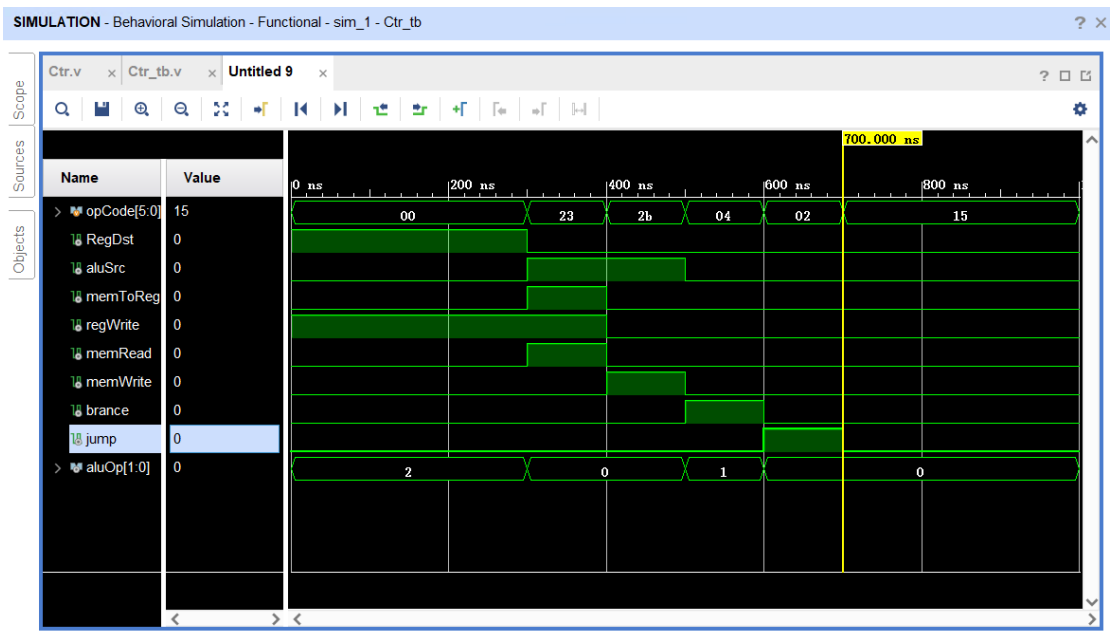 SIMULATION - Behavioral Simulation - Functional - sim_1 - Ctr_tb ? ×
Scope
Sources
Objects
Ctr.v × Ctr_tb.v × Untitled 9 × ?
700.000 ns
Name Value
0 ns 200 ns 400 ns 600 ns 800 ns
> opCode[5:0] 15 00 23 2b 04 02 15
RegDst 0
aluSrc 0
memToReg 0
regWrite 0
memRead 0
memWrite 0
brance 0
jump 0
> aluOp[1:0] 0 2 0 1 0